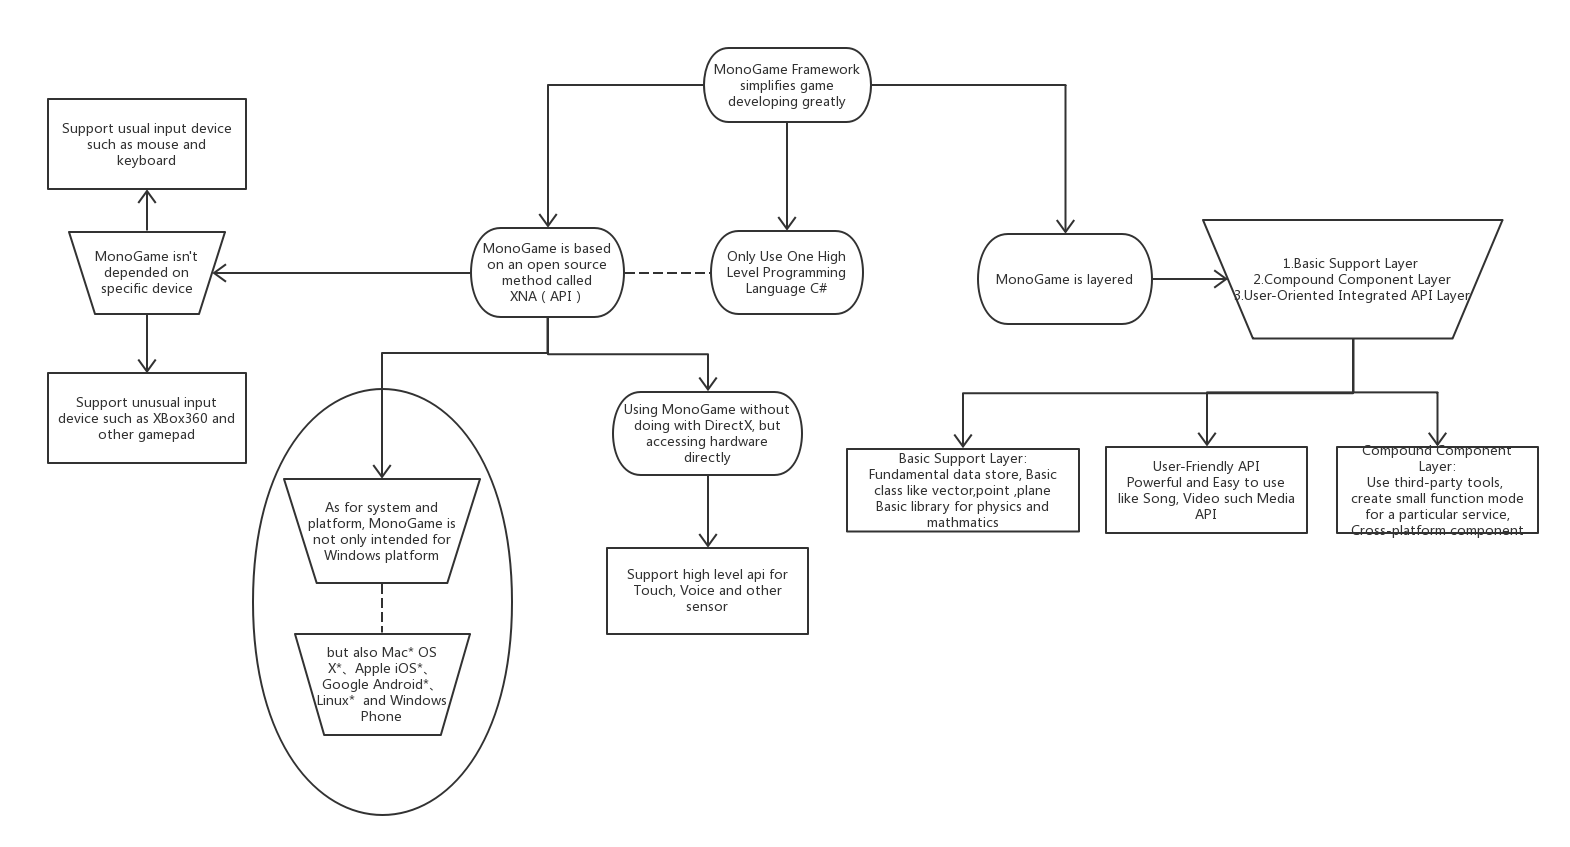 MonoGame Framework
simplifies game
developing greatly
Support usual input device
such as mouse and
keyboard
MonoGame isn't
depended on
specific device
Support unusual input
device such as XBox360 and
other gamepad
MonoGame is based
on an open source
method called
XNA ( API )
Only Use One High
Level Programming
Language C#
MonoGame is layered
1.Basic Support Layer
2.Compound Component Layer
3.User-Oriented Integrated API Layer
Using MonoGame without
doing with DirectX, but
accessing hardware
directly
Basic Support Layer:
Fundamental data store, Basic
class like vector,point ,plane
Basic library for physics and
mathmatics
User-Friendly API
Powerful and Easy to use
like Song, Video such Media
API
Compound Component
Layer:
Use third-party tools,
create small function mode
for a particular service,
Cross-platform component
As for system and
platform, MonoGame is
not only intended for
Windows platform
Support high level api for
Touch, Voice and other
sensor
but also Mac* OS
X*、Apple iOS*、
Google Android*、
Linux*  and Windows
Phone